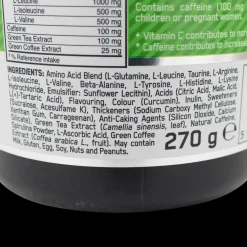 1000 mg
L-Leucine 500 mg
L-Valine 500 mg
Caffeine 100 mg
Green Tea Extract 100 mg
Green Coffee Extract 25 mg
* % Reference intake
Contains caffeine (100 mg
children or pregnant women
• Vitamin C contributes to
• Caffeine contributes to increase
INGREDIENTS: Amino Acid Blend (L-Glutamine, L-Leucine, Taurine, L-Arginine,
L-Isoleucine, L-Valine, Beta-Alanine, L-Tyrosine, L-Histidine, L-Lysine
Hydrochloride, Emulsifier: Sunflower Lecithin), Acids (Citric Acid, Malic Acid,
L(+)-Tartaric Acid), Flavouring, Colour (Curcumin), Inulin, Sweeteners
(Sucralose, Acesulfame K), Thickeners (Sodium Carboxy Methyl Cellulose,
Xanthan Gum, Carrageenan), Anti-Caking Agents (Silicon Dioxide, Calcium
Silicate), Green Tea Extract (Camellia sinensis, leaf), Natural Caffeine,
Spirulina Powder, L-Ascorbic Acid, Green Coffee
Extract (Coffea arabica L., fruit). May contain
Milk, Gluten, Egg, Soy, Nuts and Peanuts.
270 g e